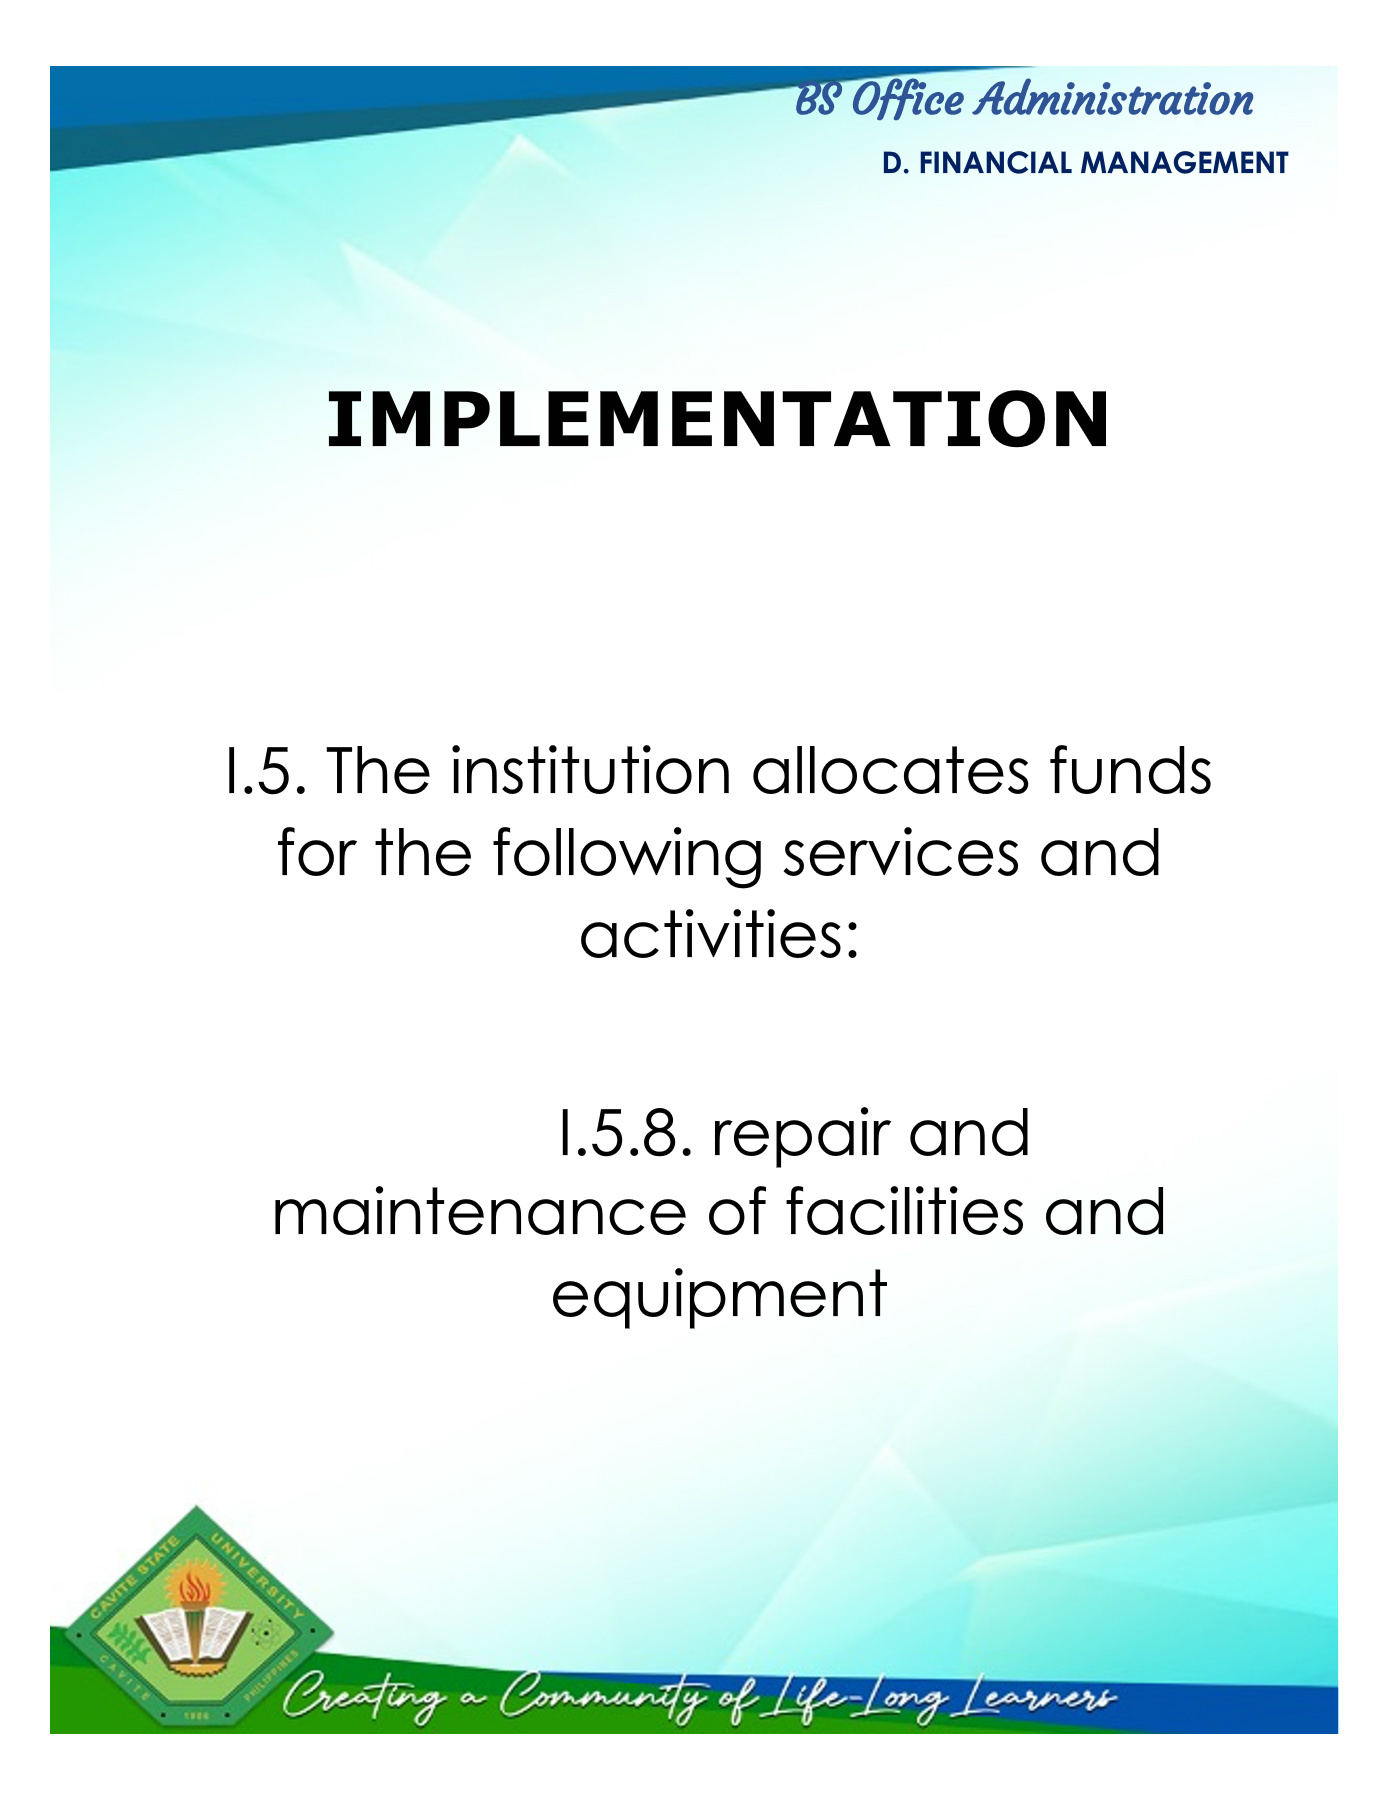 BS Office Administration
D. FINANCIAL MANAGEMENT
IMPLEMENTATION
I.5. The institution allocates funds
for the following services and
activities:
I.5.8. repair and
maintenance of facilities and
equipment
CAVITE STATE UNIVERSITY
CAVITE PHILIPPINES
1906
Creating a Community of Life-Long Learners